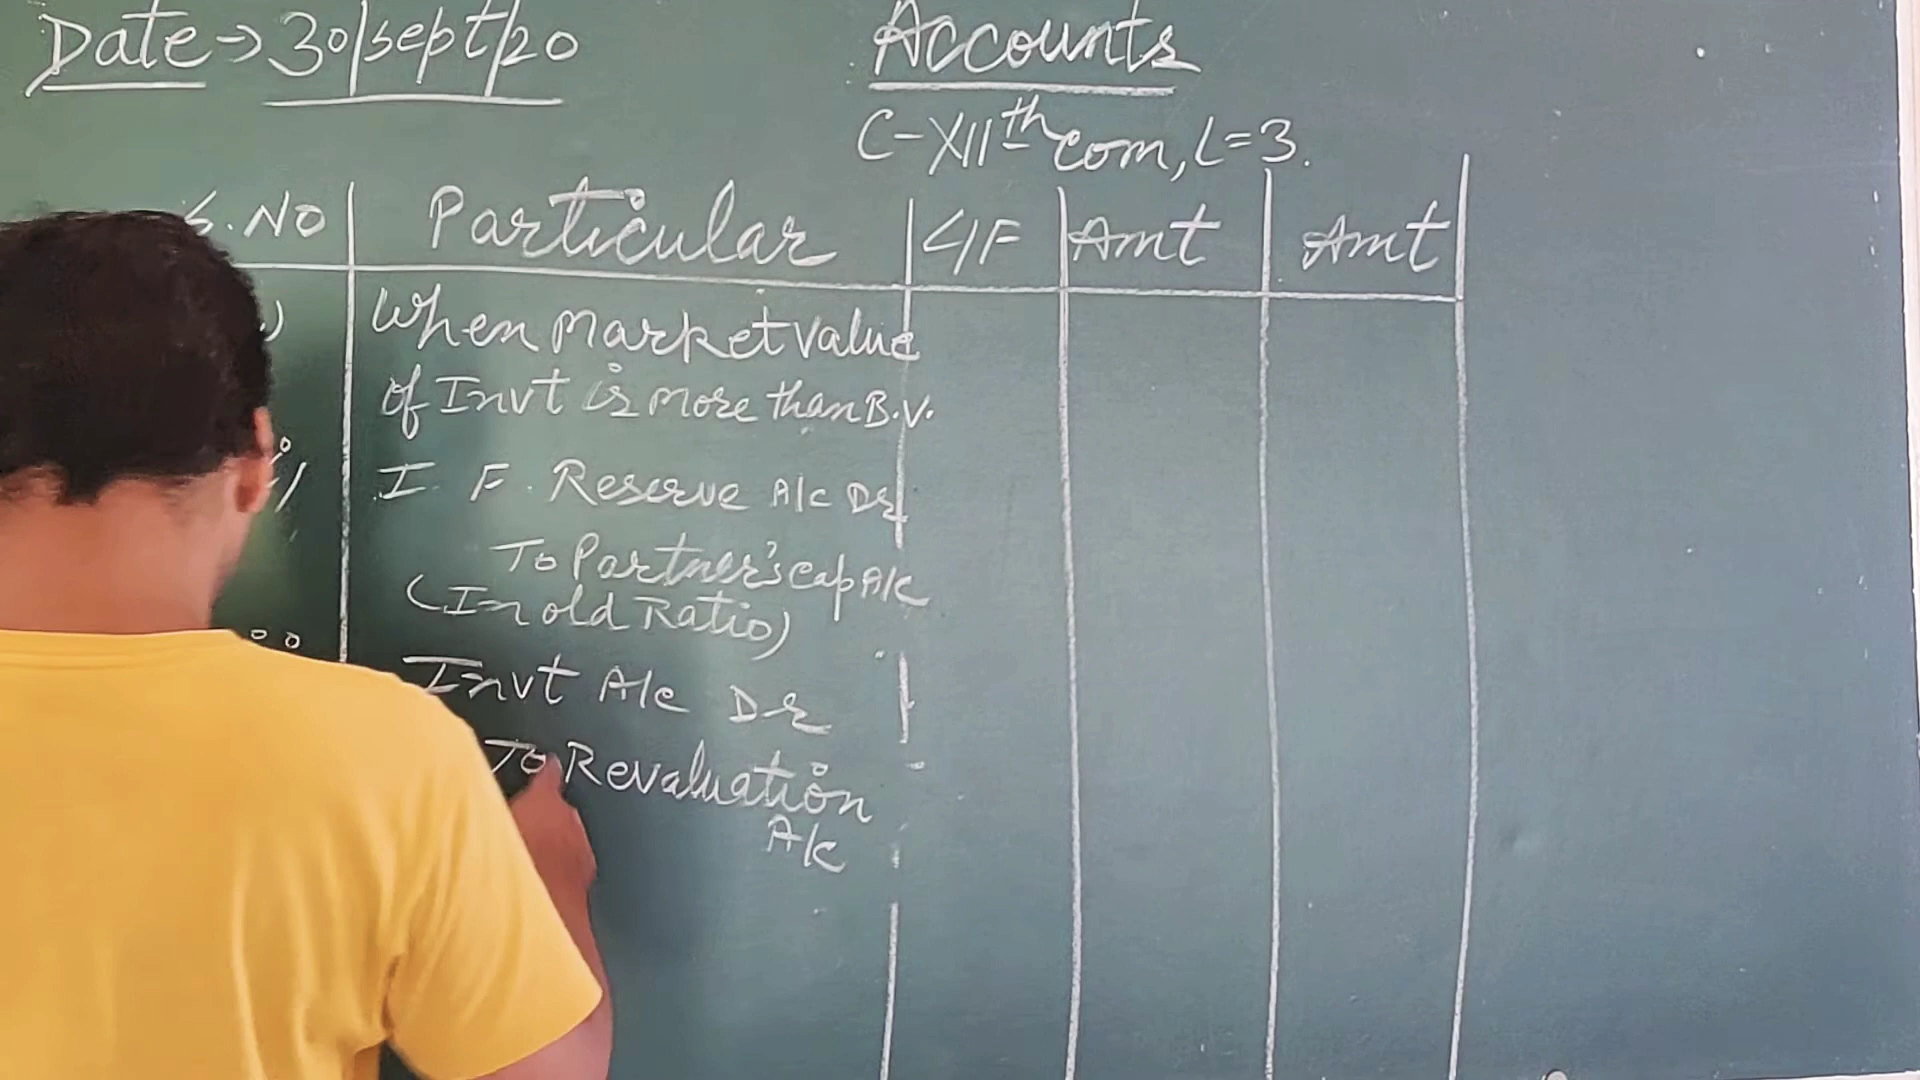 Date → 30/sept/20
Accounts
C-XIIth com, L=3.
S.NO Particular L/F Amt Amt
When Market Value
of Invt is more than B.V.
I F. Reserve A/c Dr
To Partner's cap A/c
(In old Ratio)
Invt A/c Dr
To Revaluation
A/c